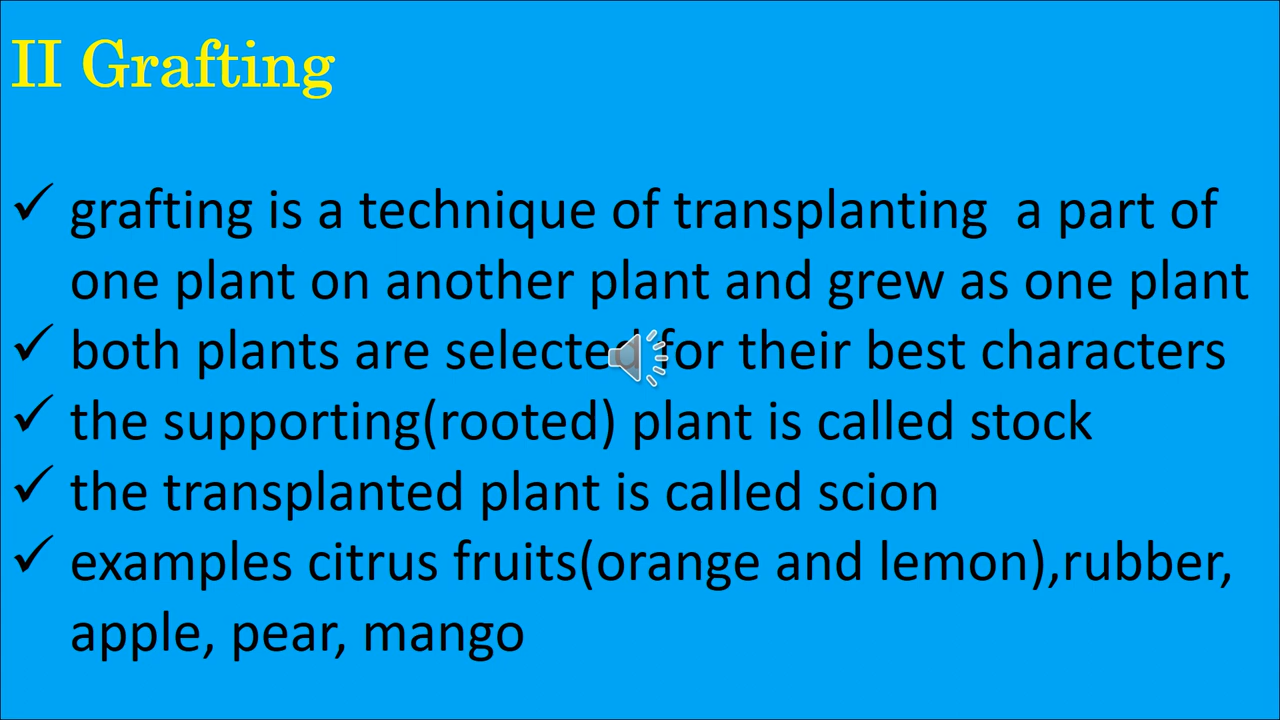 II Grafting
✓ grafting is a technique of transplanting  a part of
one plant on another plant and grew as one plant
✓ both plants are selected for their best characters
✓ the supporting(rooted) plant is called stock
✓ the transplanted plant is called scion
✓ examples citrus fruits(orange and lemon),rubber,
apple, pear, mango